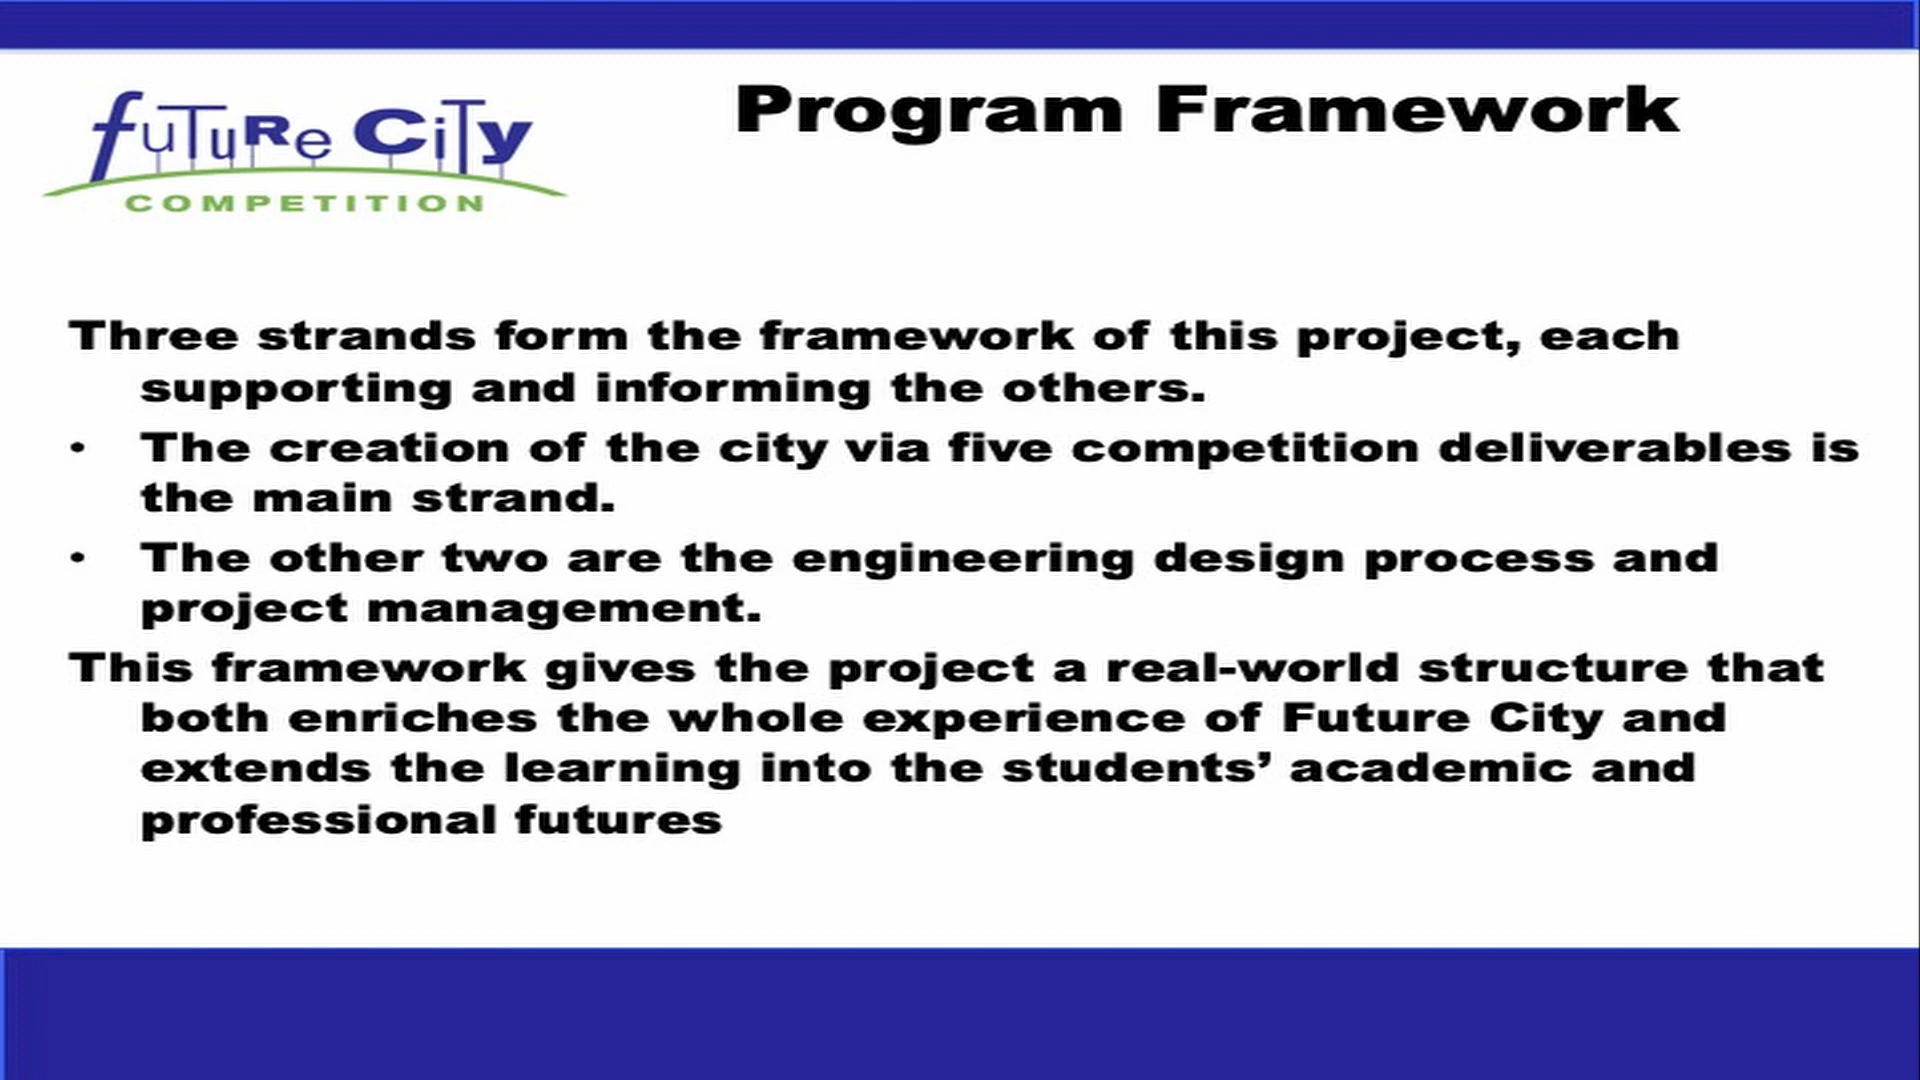 fuTuRe CiTy
COMPETITION
Program Framework
Three strands form the framework of this project, each
supporting and informing the others.
• The creation of the city via five competition deliverables is
the main strand.
• The other two are the engineering design process and
project management.
This framework gives the project a real-world structure that
both enriches the whole experience of Future City and
extends the learning into the students’ academic and
professional futures